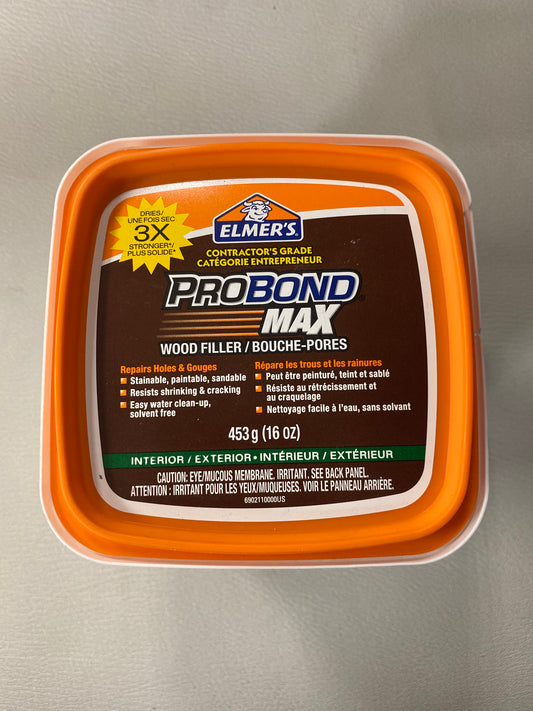 DRIES/
UNE FOIS SEC
3X
STRONGER*/
PLUS SOLIDE*
ELMER'S
CONTRACTOR'S GRADE
CATÉGORIE ENTREPRENEUR
PROBOND
MAX
WOOD FILLER / BOUCHE-PORES
Repairs Holes & Gouges
Stainable, paintable, sandable
Resists shrinking & cracking
Easy water clean-up,
solvent free
Répare les trous et les rainures
Peut être peinturé, teint et sablé
Résiste au rétrécissement et
au craquelage
Nettoyage facile à l'eau, sans solvant
453 g (16 oz)
INTERIOR / EXTERIOR • INTÉRIEUR / EXTÉRIEUR
CAUTION: EYE/MUCOUS MEMBRANE. IRRITANT. SEE BACK PANEL.
ATTENTION : IRRITANT POUR LES YEUX/MUQUEUSES. VOIR LE PANNEAU ARRIÈRE.
6902110000US